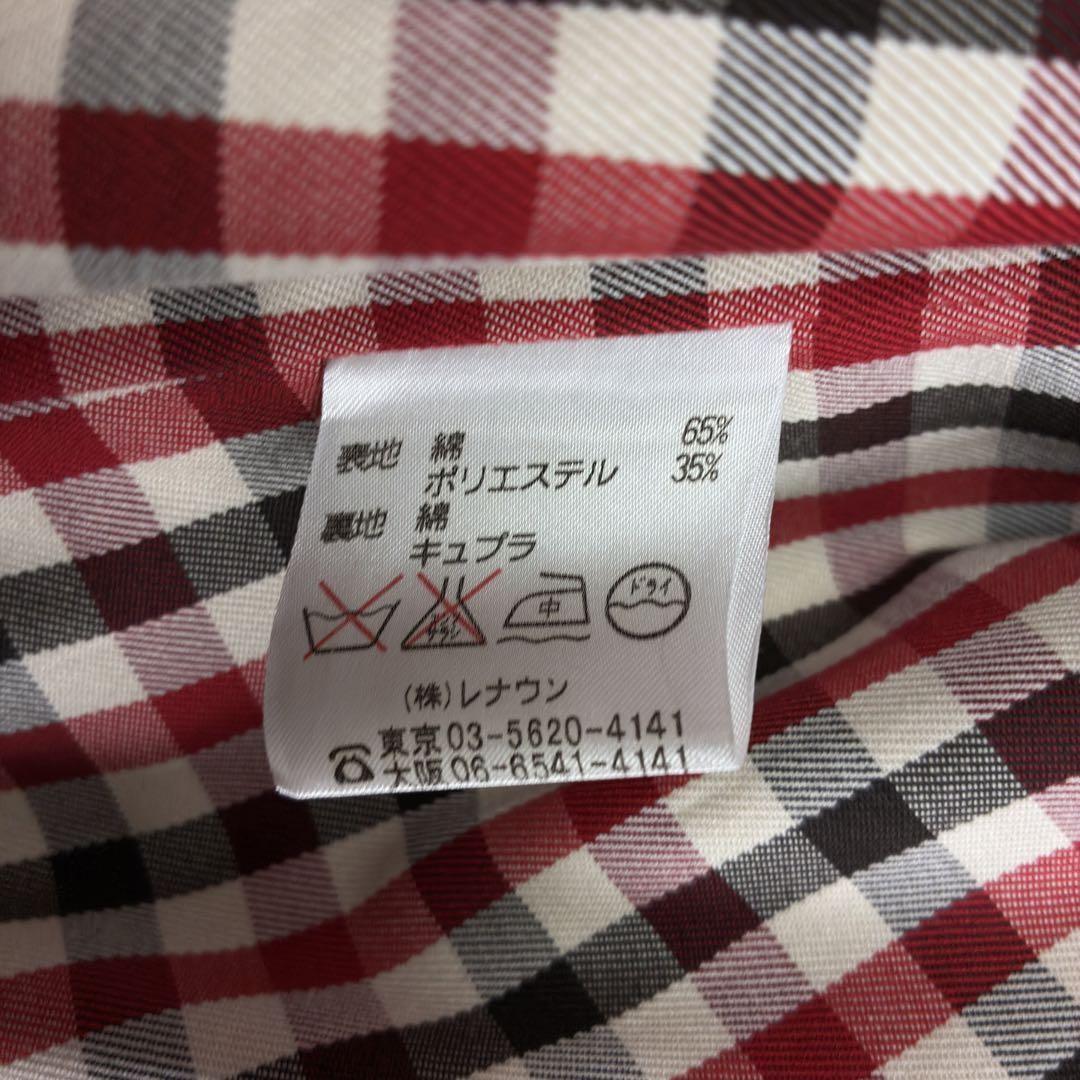 表地 綿 65%
ポリエステル 35%
裏地 綿
キュプラ
中 ドライ
(株)レナウン
東京03-5620-4141
大阪06-6541-4141